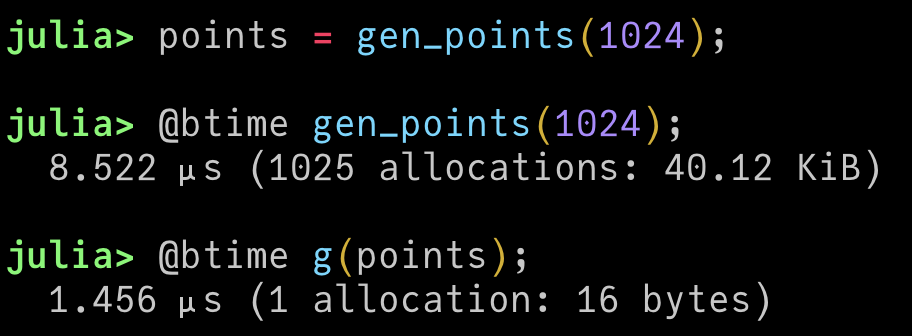 julia> points = gen_points(1024);
julia> @btime gen_points(1024);
8.522 μs (1025 allocations: 40.12 KiB)
julia> @btime g(points);
1.456 μs (1 allocation: 16 bytes)